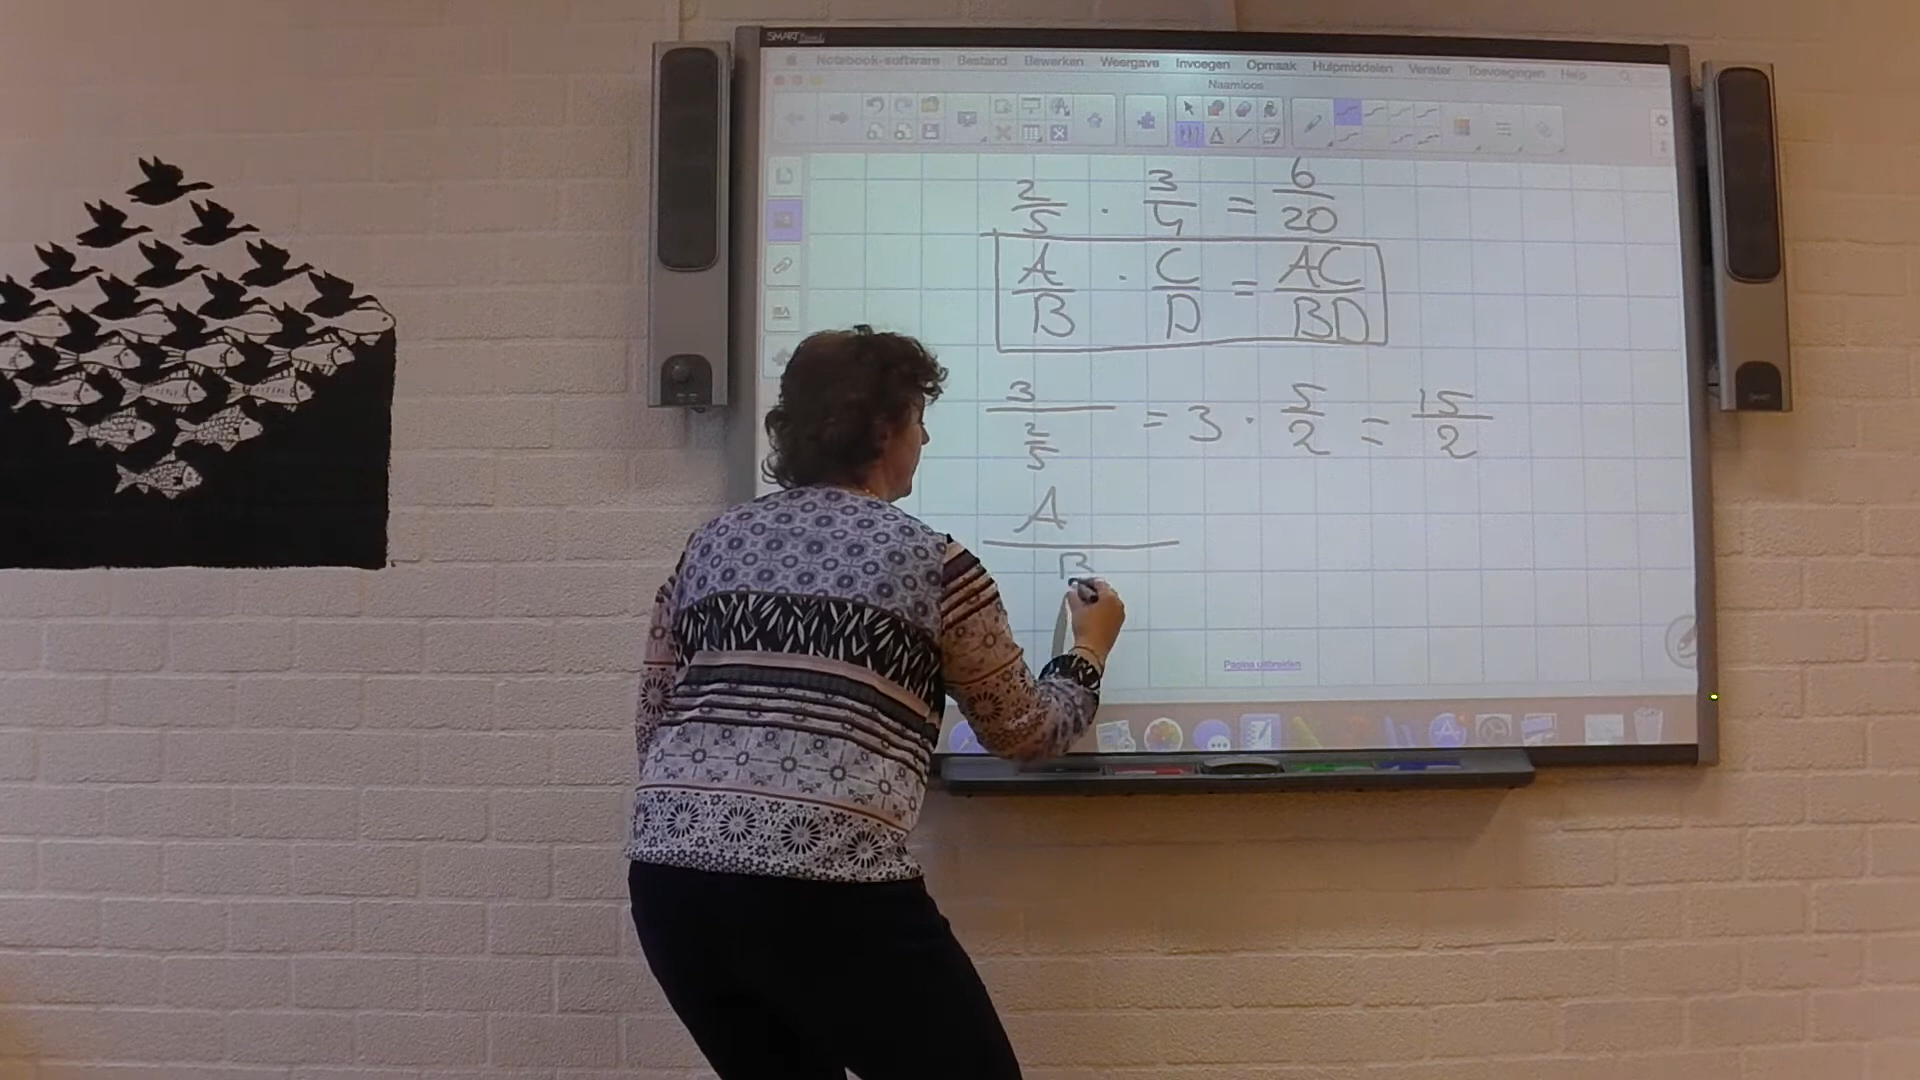 SMART Board
Notebook-software Bestand Bewerken Weergave Invoegen Opmaak Hulpmiddelen Venster Toevoegingen Help
Naamloos
2/5 · 3/4 = 6/20
A/B · C/D = AC/BD
3/(2/5) = 3 · 5/2 = 15/2
A
B
Pagina uitbreiden